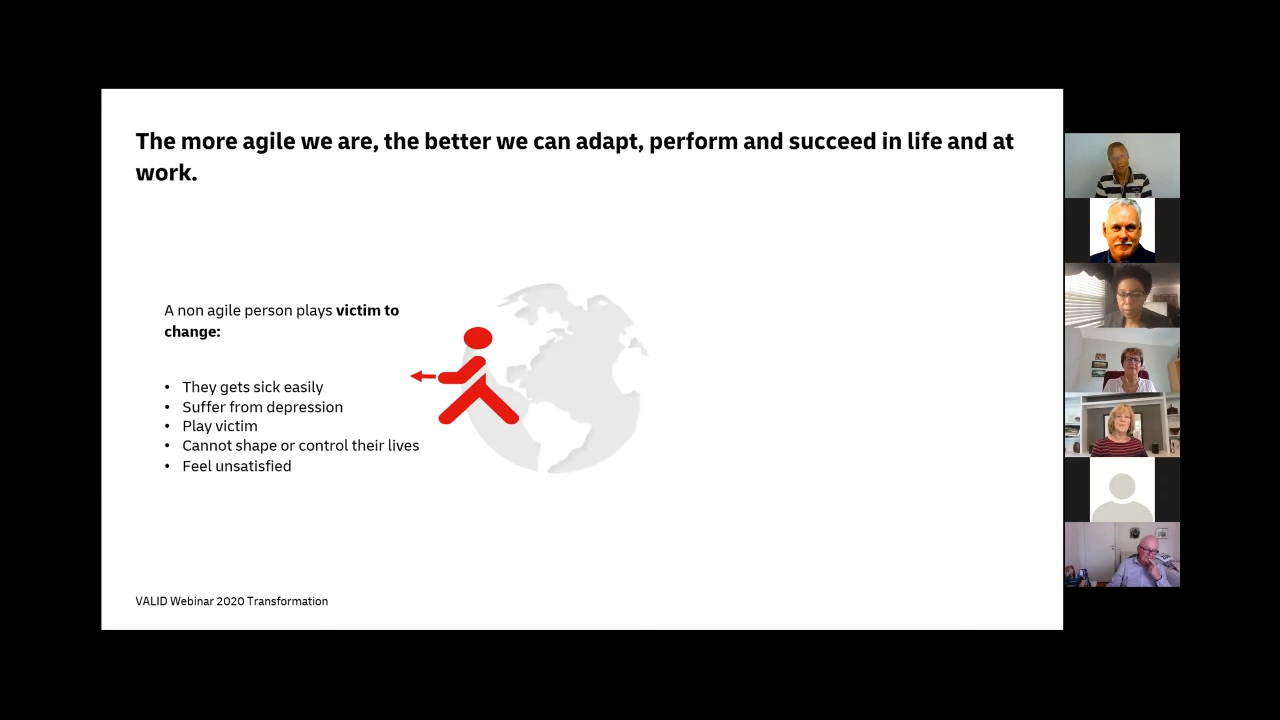 The more agile we are, the better we can adapt, perform and succeed in life and at
work.
A non agile person plays victim to
change:
• They gets sick easily
• Suffer from depression
• Play victim
• Cannot shape or control their lives
• Feel unsatisfied
VALID Webinar 2020 Transformation